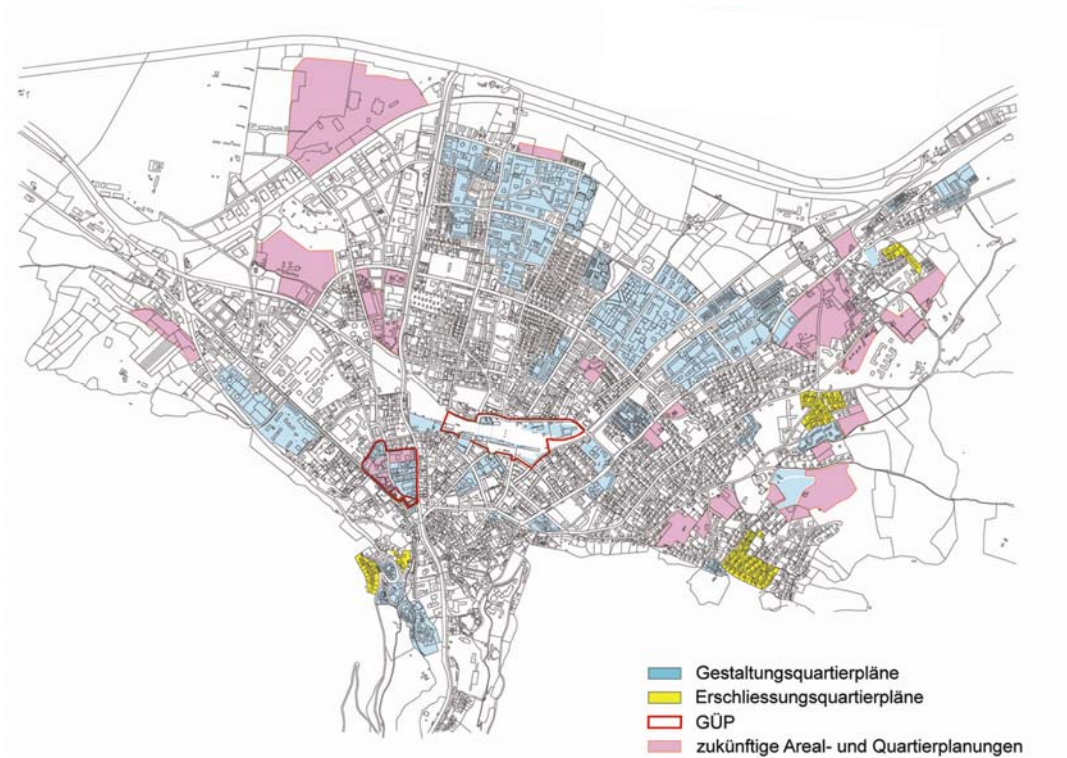 Gestaltungsquartierpläne
Erschliessungsquartierpläne
GÜP
zukünftige Areal- und Quartierplanungen